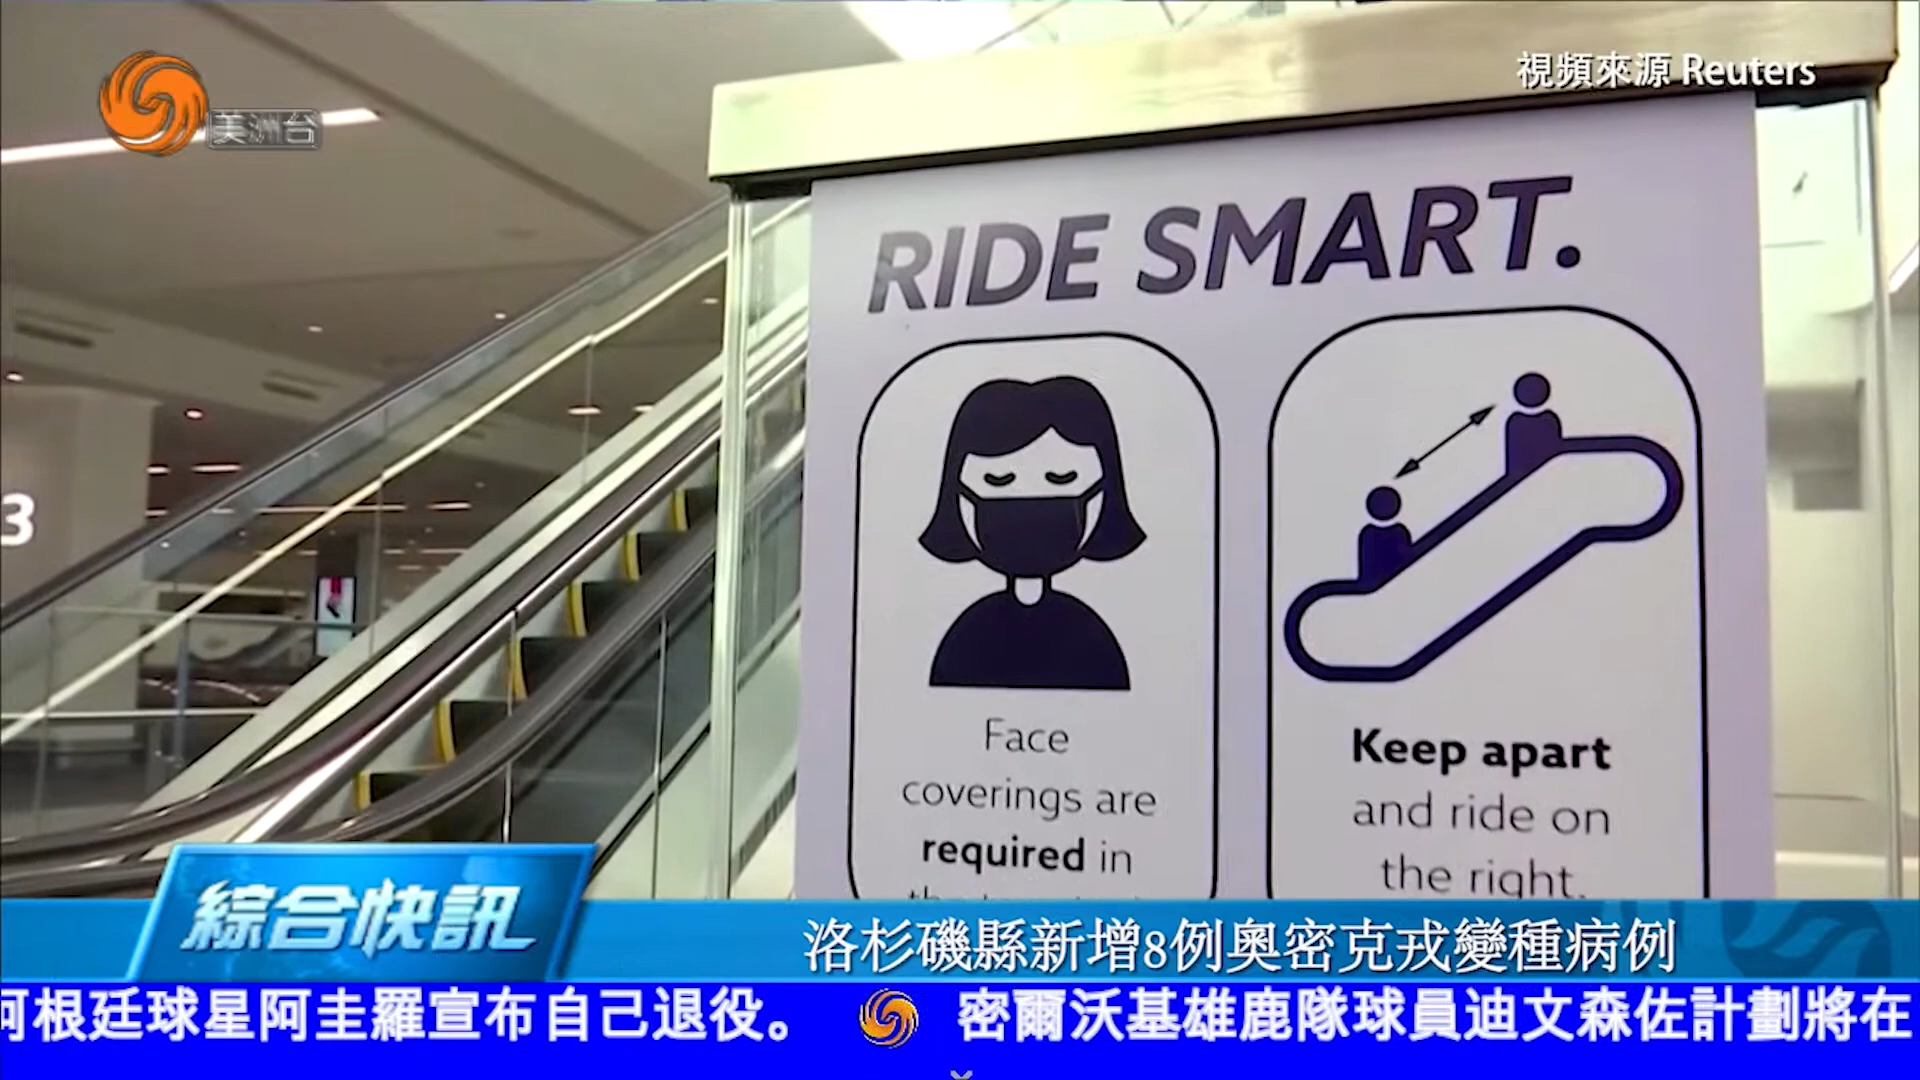 美洲台
視頻來源 Reuters
RIDE SMART.
3
Face
coverings are
required in
Keep apart
and ride on
the right.
綜合快訊
洛杉磯縣新增8例奧密克戎變種病例
阿根廷球星阿圭羅宣布自己退役。 密爾沃基雄鹿隊球員迪文森佐計劃將在